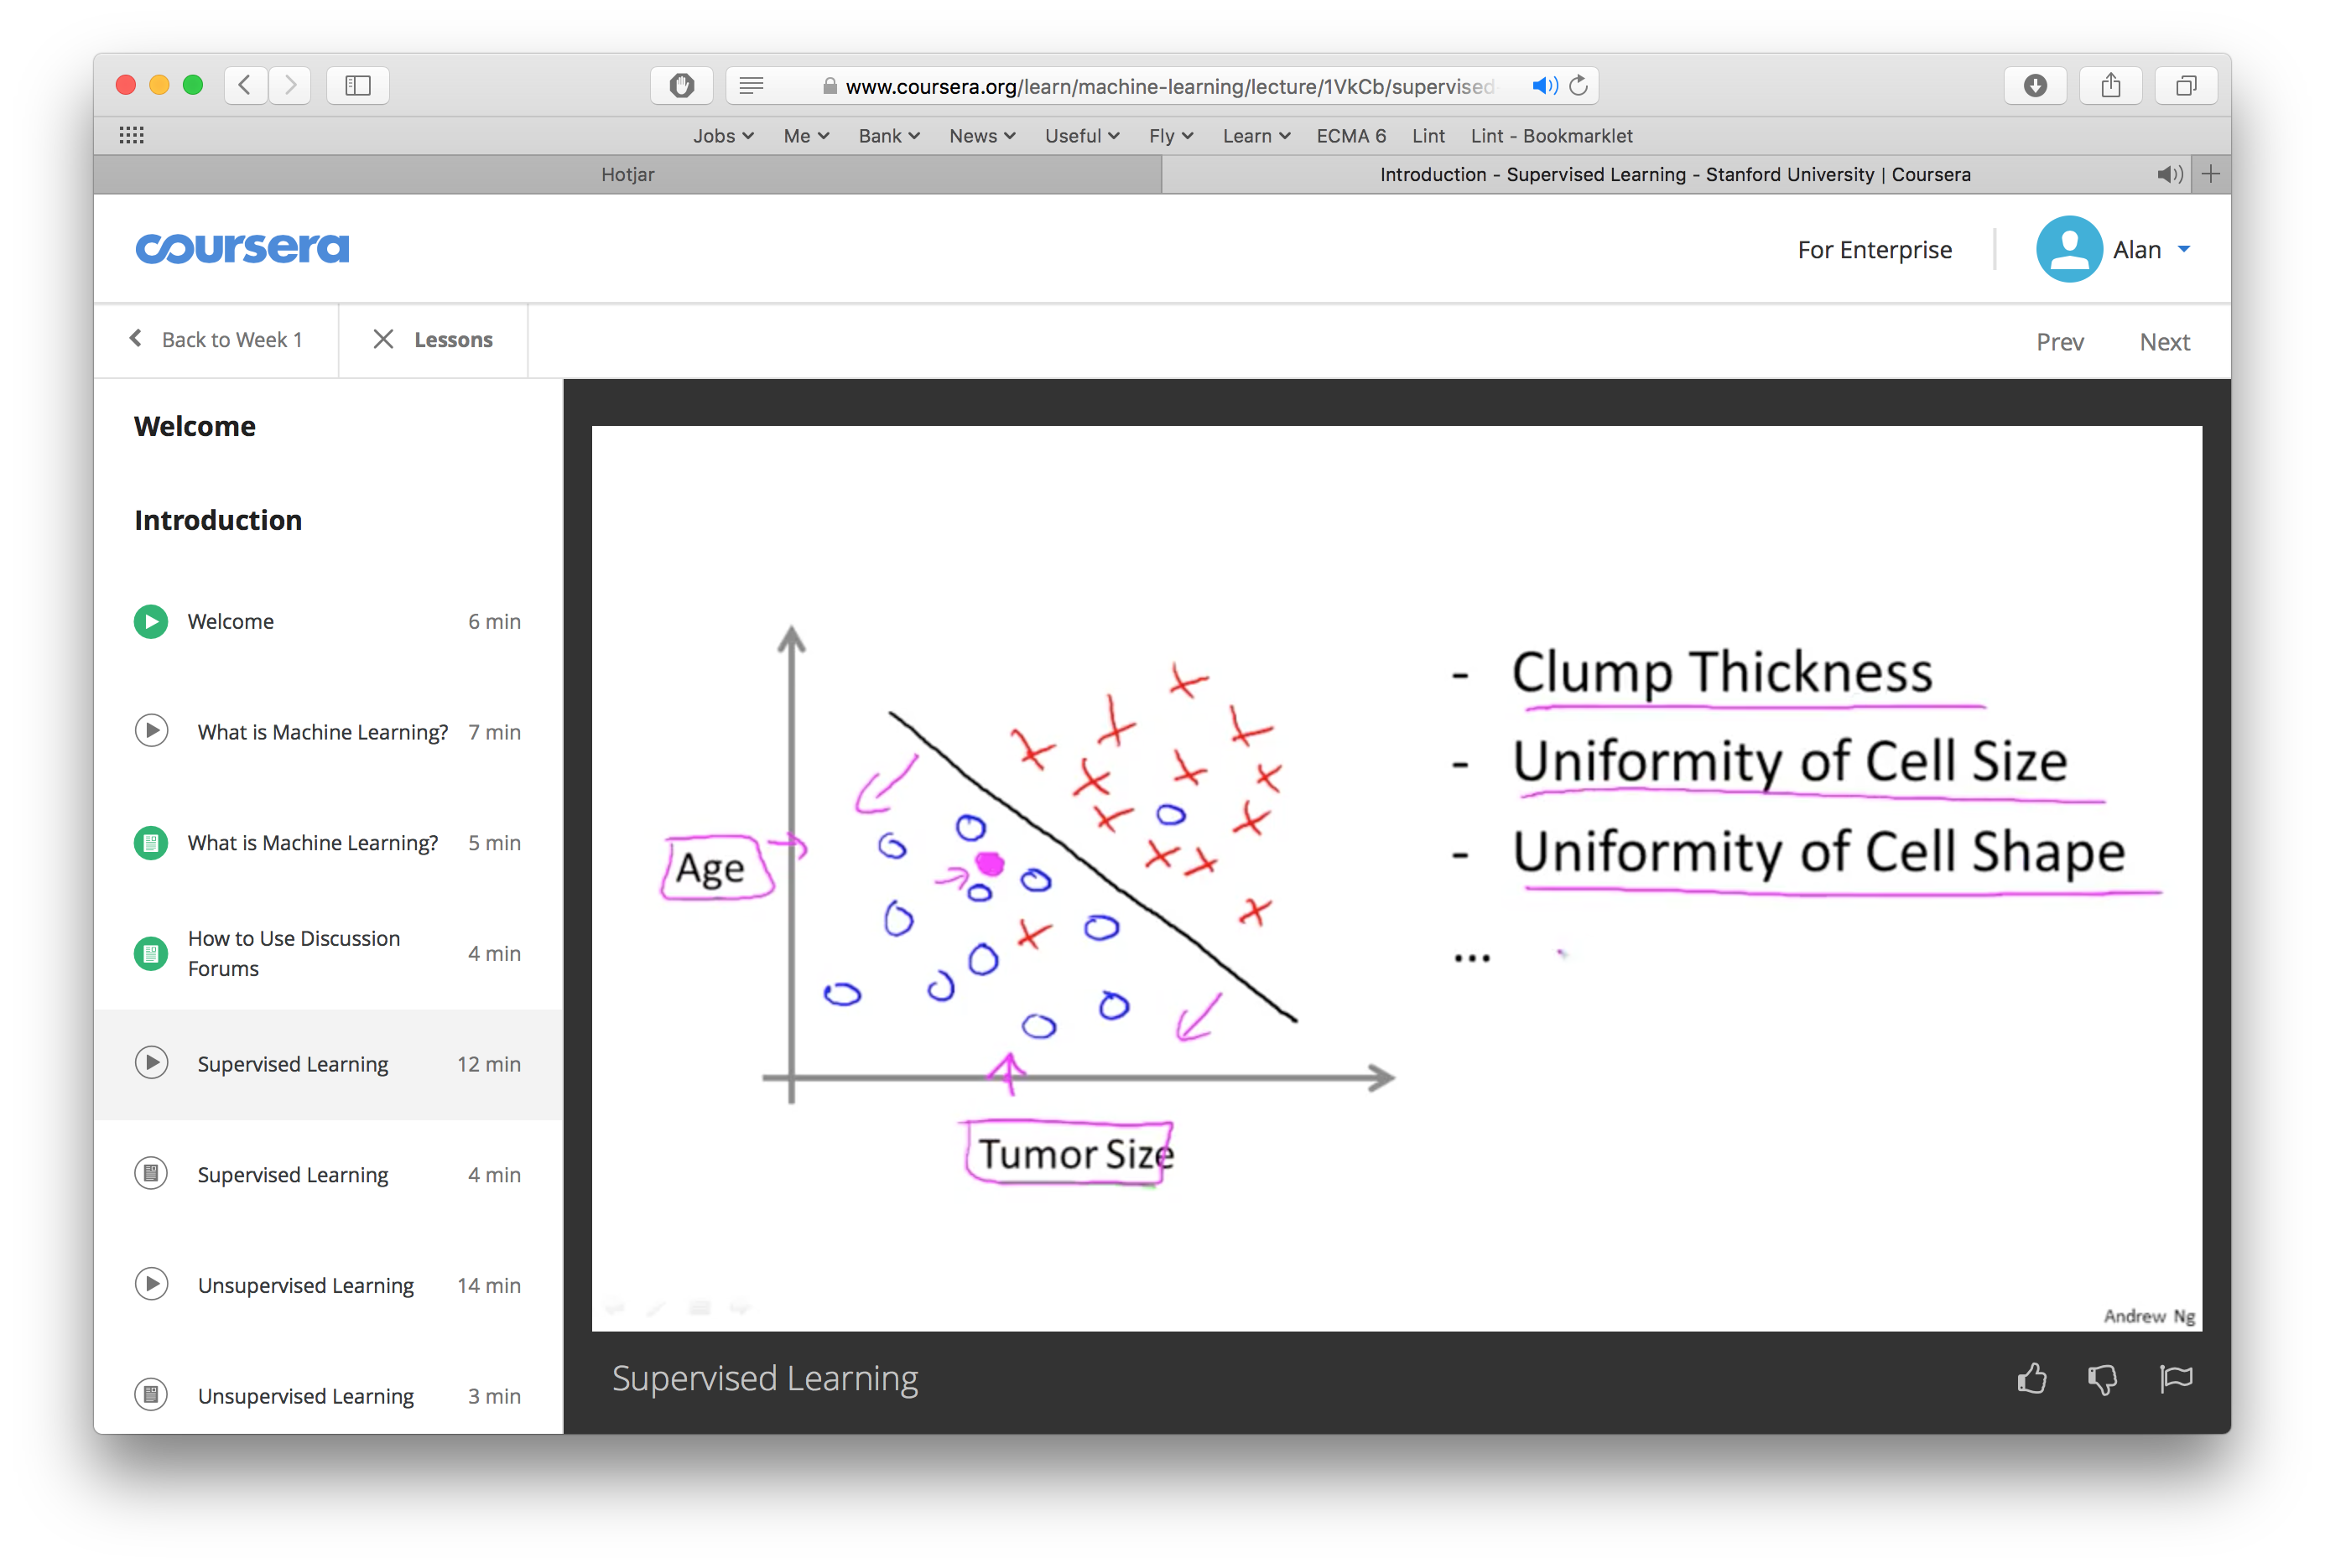 www.coursera.org/learn/machine-learning/lecture/1VkCb/supervised
Jobs Me Bank News Useful Fly Learn ECMA 6 Lint Lint - Bookmarklet
Hotjar Introduction - Supervised Learning - Stanford University | Coursera
coursera For Enterprise Alan
Back to Week 1 Lessons Prev Next
Welcome
Introduction
Welcome 6 min
What is Machine Learning? 7 min
What is Machine Learning? 5 min
How to Use Discussion
Forums 4 min
Supervised Learning 12 min
Supervised Learning 4 min
Unsupervised Learning 14 min
Unsupervised Learning 3 min
- Clump Thickness
- Uniformity of Cell Size
- Uniformity of Cell Shape
...
Age
Tumor Size
Andrew Ng
Supervised Learning